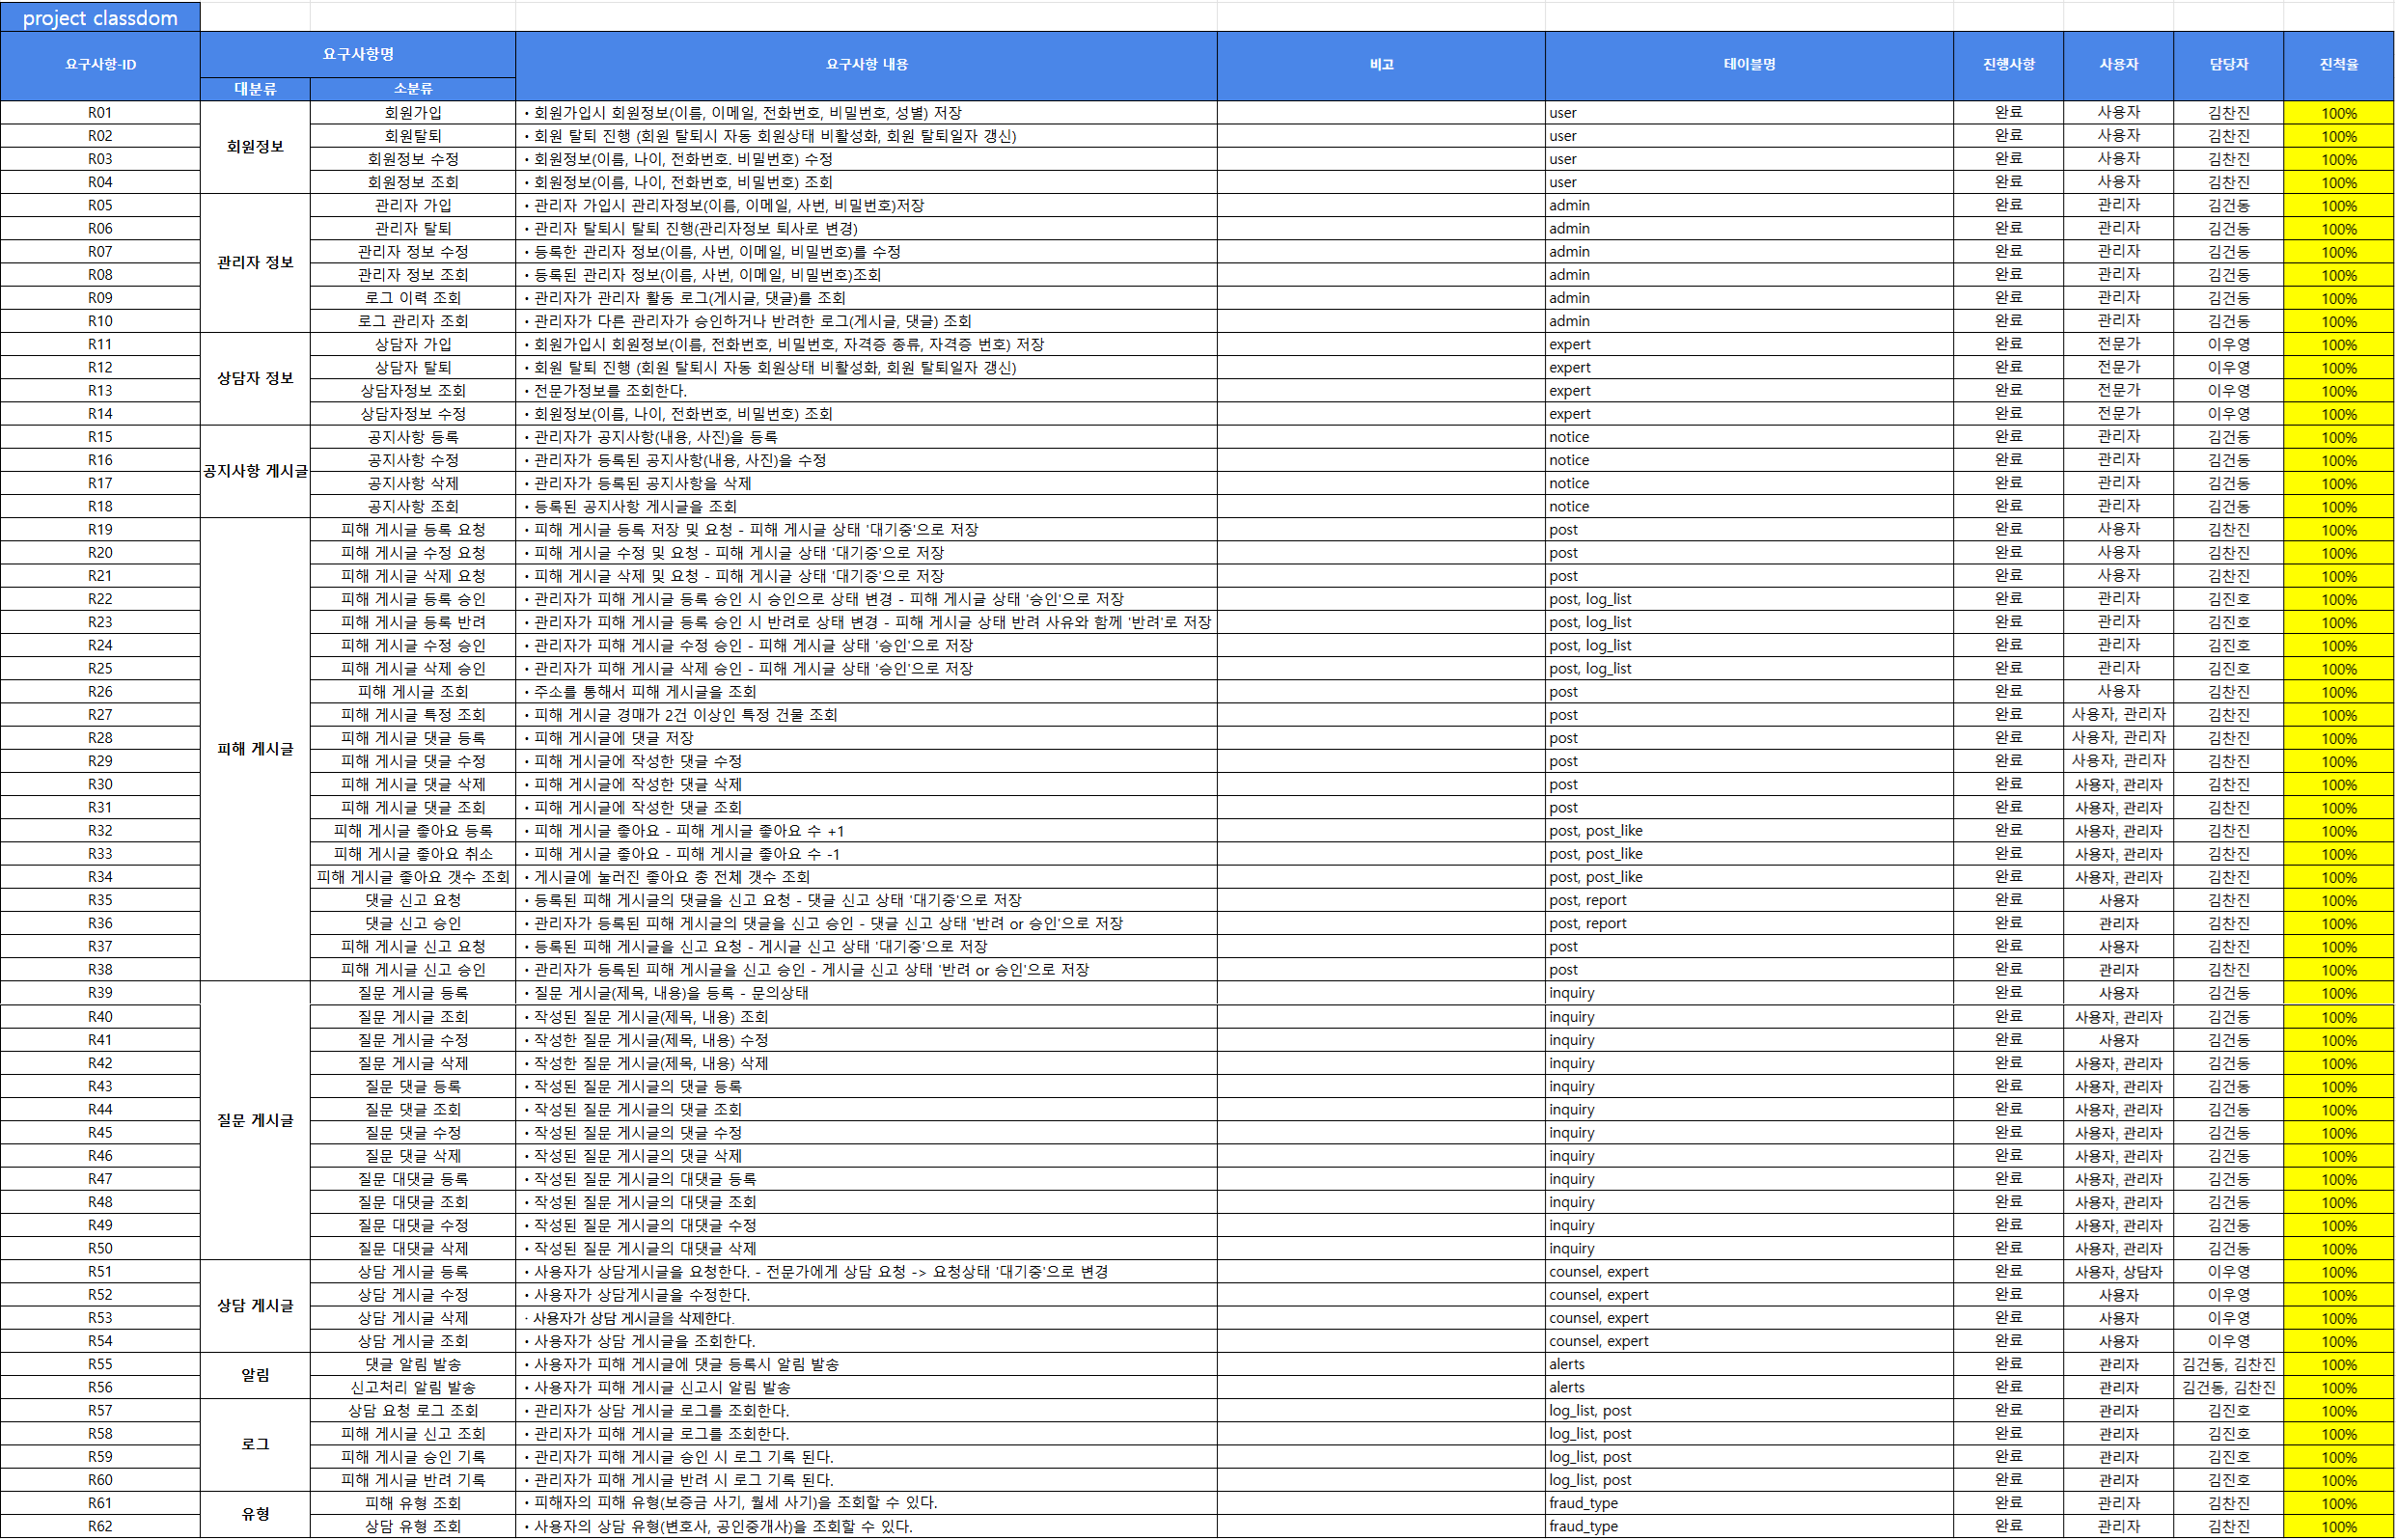 project classdom
요구사항-ID 요구사항명 요구사항 내용 비고 테이블명 진행사항 사용자 담당자 진척율
대분류 소분류
R01 회원정보 회원가입 • 회원가입시 회원정보(이름, 이메일, 전화번호, 비밀번호, 성별) 저장 user 완료 사용자 김찬진 100%
R02 회원탈퇴 • 회원 탈퇴 진행 (회원 탈퇴시 자동 회원상태 비활성화, 회원 탈퇴일자 갱신) user 완료 사용자 김찬진 100%
R03 회원정보 수정 • 회원정보(이름, 나이, 전화번호. 비밀번호) 수정 user 완료 사용자 김찬진 100%
R04 회원정보 조회 • 회원정보(이름, 나이, 전화번호, 비밀번호) 조회 user 완료 사용자 김찬진 100%
R05 관리자 정보 관리자 가입 • 관리자 가입시 관리자정보(이름, 이메일, 사번, 비밀번호)저장 admin 완료 관리자 김건동 100%
R06 관리자 탈퇴 • 관리자 탈퇴시 탈퇴 진행(관리자정보 퇴사로 변경) admin 완료 관리자 김건동 100%
R07 관리자 정보 수정 • 등록한 관리자 정보(이름, 사번, 이메일, 비밀번호)를 수정 admin 완료 관리자 김건동 100%
R08 관리자 정보 조회 • 등록된 관리자 정보(이름, 사번, 이메일, 비밀번호)조회 admin 완료 관리자 김건동 100%
R09 로그 이력 조회 • 관리자가 관리자 활동 로그(게시글, 댓글)를 조회 admin 완료 관리자 김건동 100%
R10 로그 관리자 조회 • 관리자가 다른 관리자가 승인하거나 반려한 로그(게시글, 댓글) 조회 admin 완료 관리자 김건동 100%
R11 상담자 정보 상담자 가입 • 회원가입시 회원정보(이름, 전화번호, 비밀번호, 자격증 종류, 자격증 번호) 저장 expert 완료 전문가 이우영 100%
R12 상담자 탈퇴 • 회원 탈퇴 진행 (회원 탈퇴시 자동 회원상태 비활성화, 회원 탈퇴일자 갱신) expert 완료 전문가 이우영 100%
R13 상담자정보 조회 • 전문가정보를 조회한다. expert 완료 전문가 이우영 100%
R14 상담자정보 수정 • 회원정보(이름, 나이, 전화번호, 비밀번호) 조회 expert 완료 전문가 이우영 100%
R15 공지사항 게시글 공지사항 등록 • 관리자가 공지사항(내용, 사진)을 등록 notice 완료 관리자 김건동 100%
R16 공지사항 수정 • 관리자가 등록된 공지사항(내용, 사진)을 수정 notice 완료 관리자 김건동 100%
R17 공지사항 삭제 • 관리자가 등록된 공지사항을 삭제 notice 완료 관리자 김건동 100%
R18 공지사항 조회 • 등록된 공지사항 게시글을 조회 notice 완료 관리자 김건동 100%
R19 피해 게시글 피해 게시글 등록 요청 • 피해 게시글 등록 저장 및 요청 - 피해 게시글 상태 '대기중'으로 저장 post 완료 사용자 김찬진 100%
R20 피해 게시글 수정 요청 • 피해 게시글 수정 및 요청 - 피해 게시글 상태 '대기중'으로 저장 post 완료 사용자 김찬진 100%
R21 피해 게시글 삭제 요청 • 피해 게시글 삭제 및 요청 - 피해 게시글 상태 '대기중'으로 저장 post 완료 사용자 김찬진 100%
R22 피해 게시글 등록 승인 • 관리자가 피해 게시글 등록 승인 시 승인으로 상태 변경 - 피해 게시글 상태 '승인'으로 저장 post, log_list 완료 관리자 김진호 100%
R23 피해 게시글 등록 반려 • 관리자가 피해 게시글 등록 승인 시 반려로 상태 변경 - 피해 게시글 상태 반려 사유와 함께 '반려'로 저장 post, log_list 완료 관리자 김진호 100%
R24 피해 게시글 수정 승인 • 관리자가 피해 게시글 수정 승인 - 피해 게시글 상태 '승인'으로 저장 post, log_list 완료 관리자 김진호 100%
R25 피해 게시글 삭제 승인 • 관리자가 피해 게시글 삭제 승인 - 피해 게시글 상태 '승인'으로 저장 post, log_list 완료 관리자 김진호 100%
R26 피해 게시글 조회 • 주소를 통해서 피해 게시글을 조회 post 완료 사용자 김찬진 100%
R27 피해 게시글 특정 조회 • 피해 게시글 경매가 2건 이상인 특정 건물 조회 post 완료 사용자, 관리자 김찬진 100%
R28 피해 게시글 댓글 등록 • 피해 게시글에 댓글 저장 post 완료 사용자, 관리자 김찬진 100%
R29 피해 게시글 댓글 수정 • 피해 게시글에 작성한 댓글 수정 post 완료 사용자, 관리자 김찬진 100%
R30 피해 게시글 댓글 삭제 • 피해 게시글에 작성한 댓글 삭제 post 완료 사용자, 관리자 김찬진 100%
R31 피해 게시글 댓글 조회 • 피해 게시글에 작성한 댓글 조회 post 완료 사용자, 관리자 김찬진 100%
R32 피해 게시글 좋아요 등록 • 피해 게시글 좋아요 - 피해 게시글 좋아요 수 +1 post, post_like 완료 사용자, 관리자 김찬진 100%
R33 피해 게시글 좋아요 취소 • 피해 게시글 좋아요 - 피해 게시글 좋아요 수 -1 post, post_like 완료 사용자, 관리자 김찬진 100%
R34 피해 게시글 좋아요 갯수 조회 • 게시글에 눌러진 좋아요 총 전체 갯수 조회 post, post_like 완료 사용자, 관리자 김찬진 100%
R35 댓글 신고 요청 • 등록된 피해 게시글의 댓글을 신고 요청 - 댓글 신고 상태 '대기중'으로 저장 post, report 완료 사용자 김찬진 100%
R36 댓글 신고 승인 • 관리자가 등록된 피해 게시글의 댓글을 신고 승인 - 댓글 신고 상태 '반려 or 승인'으로 저장 post, report 완료 관리자 김찬진 100%
R37 피해 게시글 신고 요청 • 등록된 피해 게시글을 신고 요청 - 게시글 신고 상태 '대기중'으로 저장 post 완료 사용자 김찬진 100%
R38 피해 게시글 신고 승인 • 관리자가 등록된 피해 게시글을 신고 승인 - 게시글 신고 상태 '반려 or 승인'으로 저장 post 완료 관리자 김찬진 100%
R39 질문 게시글 질문 게시글 등록 • 질문 게시글(제목, 내용)을 등록 - 문의상태 inquiry 완료 사용자 김건동 100%
R40 질문 게시글 조회 • 작성된 질문 게시글(제목, 내용) 조회 inquiry 완료 사용자, 관리자 김건동 100%
R41 질문 게시글 수정 • 작성한 질문 게시글(제목, 내용) 수정 inquiry 완료 사용자 김건동 100%
R42 질문 게시글 삭제 • 작성한 질문 게시글(제목, 내용) 삭제 inquiry 완료 사용자, 관리자 김건동 100%
R43 질문 댓글 등록 • 작성된 질문 게시글의 댓글 등록 inquiry 완료 사용자, 관리자 김건동 100%
R44 질문 댓글 조회 • 작성된 질문 게시글의 댓글 조회 inquiry 완료 사용자, 관리자 김건동 100%
R45 질문 댓글 수정 • 작성된 질문 게시글의 댓글 수정 inquiry 완료 사용자, 관리자 김건동 100%
R46 질문 댓글 삭제 • 작성된 질문 게시글의 댓글 삭제 inquiry 완료 사용자, 관리자 김건동 100%
R47 질문 대댓글 등록 • 작성된 질문 게시글의 대댓글 등록 inquiry 완료 사용자, 관리자 김건동 100%
R48 질문 대댓글 조회 • 작성된 질문 게시글의 대댓글 조회 inquiry 완료 사용자, 관리자 김건동 100%
R49 질문 대댓글 수정 • 작성된 질문 게시글의 대댓글 수정 inquiry 완료 사용자, 관리자 김건동 100%
R50 질문 대댓글 삭제 • 작성된 질문 게시글의 대댓글 삭제 inquiry 완료 사용자, 관리자 김건동 100%
R51 상담 게시글 상담 게시글 등록 • 사용자가 상담게시글을 요청한다. - 전문가에게 상담 요청 -> 요청상태 '대기중'으로 변경 counsel, expert 완료 사용자, 상담자 이우영 100%
R52 상담 게시글 수정 • 사용자가 상담게시글을 수정한다. counsel, expert 완료 사용자 이우영 100%
R53 상담 게시글 삭제 · 사용자가 상담 게시글을 삭제한다. counsel, expert 완료 사용자 이우영 100%
R54 상담 게시글 조회 • 사용자가 상담 게시글을 조회한다. counsel, expert 완료 사용자 이우영 100%
R55 알림 댓글 알림 발송 • 사용자가 피해 게시글에 댓글 등록시 알림 발송 alerts 완료 관리자 김건동, 김찬진 100%
R56 신고처리 알림 발송 • 사용자가 피해 게시글 신고시 알림 발송 alerts 완료 관리자 김건동, 김찬진 100%
R57 로그 상담 요청 로그 조회 • 관리자가 상담 게시글 로그를 조회한다. log_list, post 완료 관리자 김진호 100%
R58 피해 게시글 신고 조회 • 관리자가 피해 게시글 로그를 조회한다. log_list, post 완료 관리자 김진호 100%
R59 피해 게시글 승인 기록 • 관리자가 피해 게시글 승인 시 로그 기록 된다. log_list, post 완료 관리자 김진호 100%
R60 피해 게시글 반려 기록 • 관리자가 피해 게시글 반려 시 로그 기록 된다. log_list, post 완료 관리자 김진호 100%
R61 유형 피해 유형 조회 • 피해자의 피해 유형(보증금 사기, 월세 사기)을 조회할 수 있다. fraud_type 완료 관리자 김찬진 100%
R62 상담 유형 조회 • 사용자의 상담 유형(변호사, 공인중개사)을 조회할 수 있다. fraud_type 완료 관리자 김찬진 100%